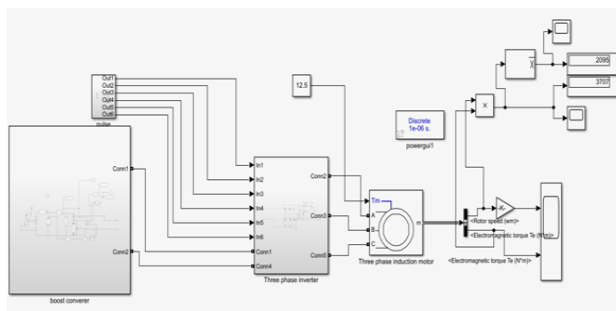 2095
3707
Out1
Out2
Out3
Out4
Out5
Out6
pulse
12.5
Discrete
1e-06 s.
powergui1
×
In1
In2
In3
In4
In5
In6
Conn1
Conn4
Conn2
Conn3
Conn5
Three phase inverter
Conn1
Conn2
boost converer
Tm
A
B
C
m
Three phase induction motor
-K-
<Rotor speed (wm)>
<Electromagnetic torque Te (N*m)>
<Electromagnetic torque Te (N*m)>